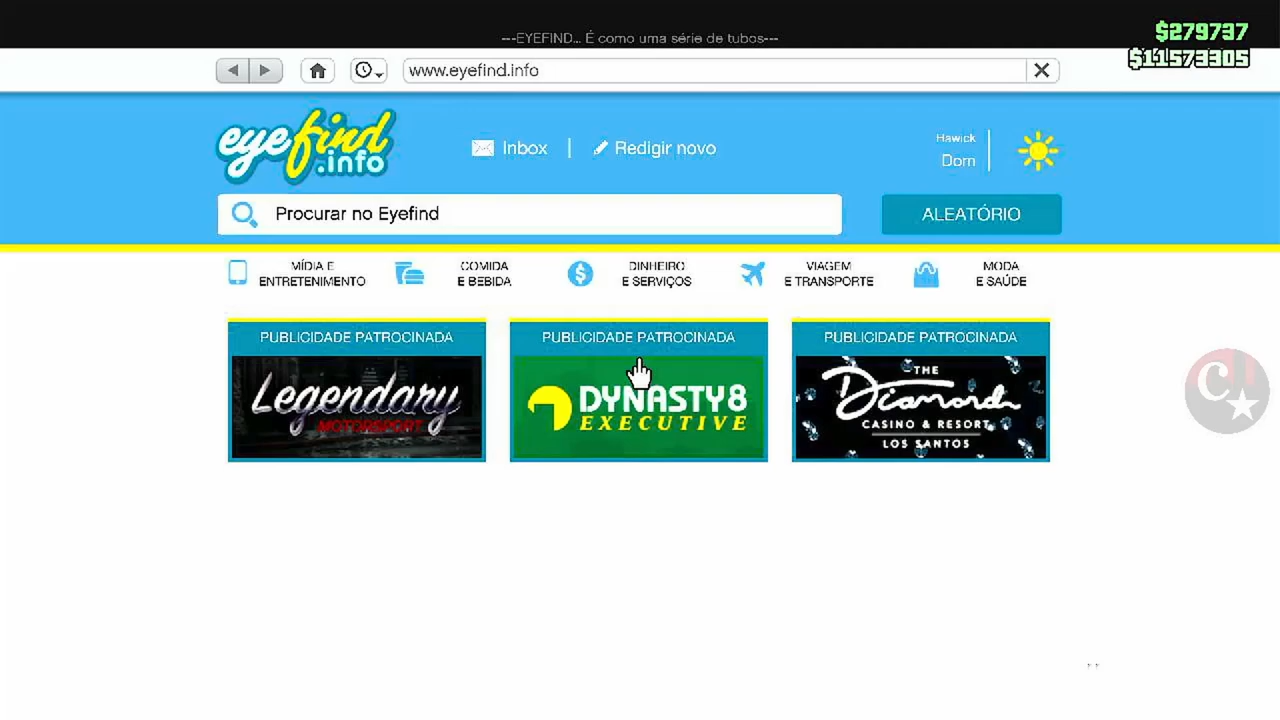 ---EYEFIND... É como uma série de tubos---
$279737
$11573305
www.eyefind.info
eyefind
.info
Inbox
Redigir novo
Hawick
Dom
Procurar no Eyefind
ALEATÓRIO
MÍDIA E
ENTRETENIMENTO
COMIDA
E BEBIDA
DINHEIRO
E SERVIÇOS
VIAGEM
E TRANSPORTE
MODA
E SAÚDE
PUBLICIDADE PATROCINADA
Legendary
MOTORSPORT
PUBLICIDADE PATROCINADA
DYNASTY8
EXECUTIVE
PUBLICIDADE PATROCINADA
THE
Diamond
CASINO & RESORT
LOS SANTOS
C